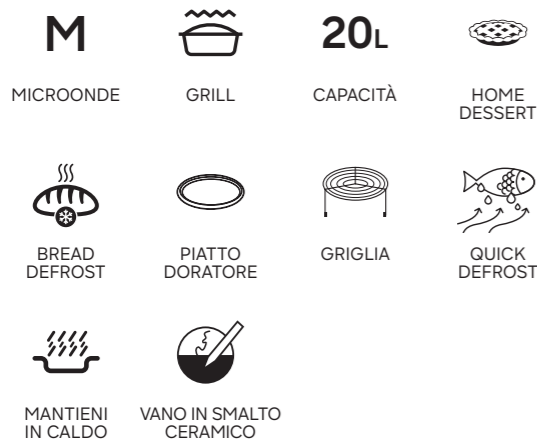 M
20L
MICROONDE
GRILL
CAPACITÀ
HOME
DESSERT
BREAD
DEFROST
PIATTO
DORATORE
GRIGLIA
QUICK
DEFROST
MANTIENI
IN CALDO
VANO IN SMALTO
CERAMICO